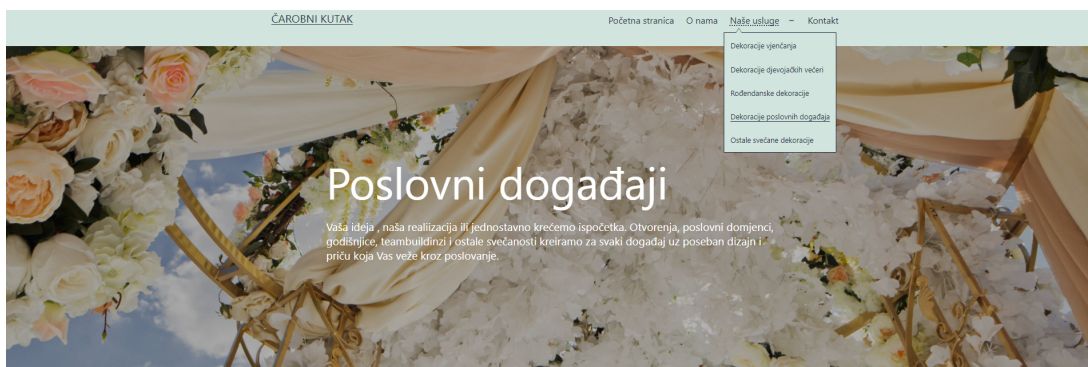 ČAROBNI KUTAK
Početna stranica O nama Naše usluge – Kontakt
Dekoracije vjenčanja
Dekoracije djevojačkih večeri
Rođendanske dekoracije
Dekoracije poslovnih događaja
Ostale svečane dekoracije
Poslovni događaji
Vaša ideja , naša realiizacija ili jednostavno krećemo ispočetka. Otvorenja, poslovni domjenci,
godišnjice, teambuildinzi i ostale svečanosti kreiramo za svaki događaj uz poseban dizajn i
priču koja Vas veže kroz poslovanje.